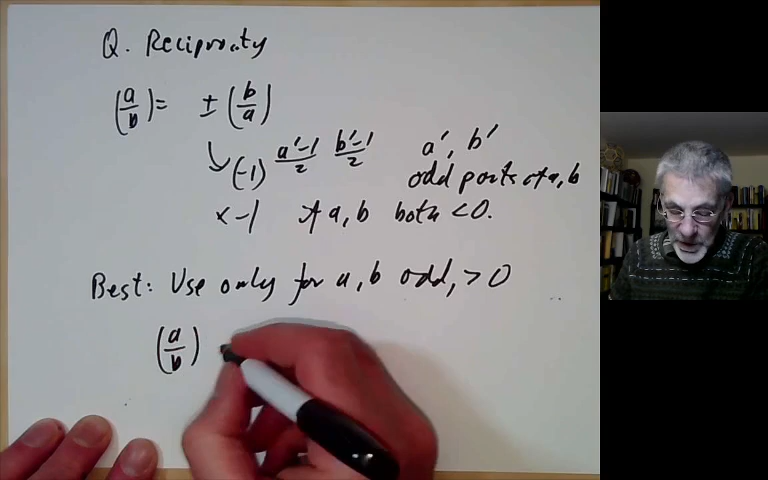 Q. Reciprocity
(a/b) = ± (b/a)
↳ (-1) a'-1/2 b'-1/2 a', b'
odd parts of a, b
× -1 if a, b both < 0.
Best: Use only for a, b odd, > 0
(a/b)